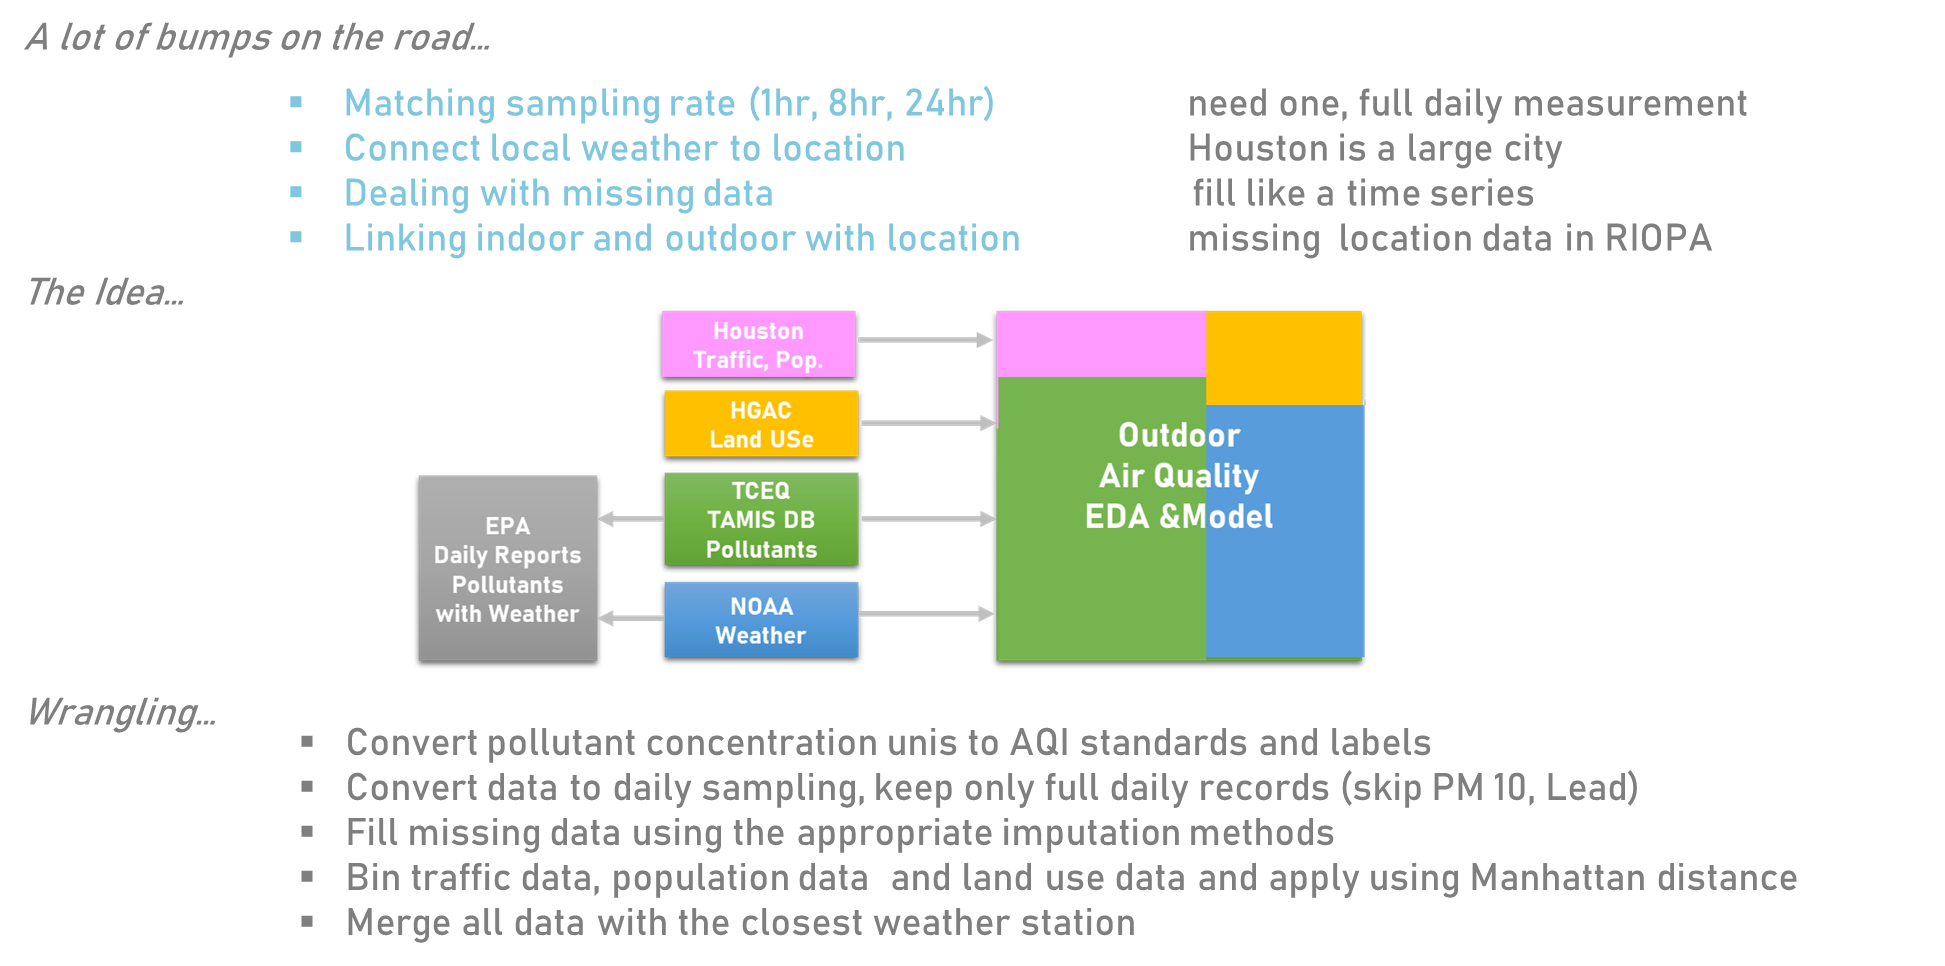 A lot of bumps on the road...
▪ Matching sampling rate (1hr, 8hr, 24hr) need one, full daily measurement
▪ Connect local weather to location Houston is a large city
▪ Dealing with missing data fill like a time series
▪ Linking indoor and outdoor with location missing location data in RIOPA
The Idea...
Houston
Traffic, Pop.
HGAC
Land USe
TCEQ
TAMIS DB
Pollutants
NOAA
Weather
EPA
Daily Reports
Pollutants
with Weather
Outdoor
Air Quality
EDA &Model
Wrangling...
▪ Convert pollutant concentration unis to AQI standards and labels
▪ Convert data to daily sampling, keep only full daily records (skip PM 10, Lead)
▪ Fill missing data using the appropriate imputation methods
▪ Bin traffic data, population data and land use data and apply using Manhattan distance
▪ Merge all data with the closest weather station